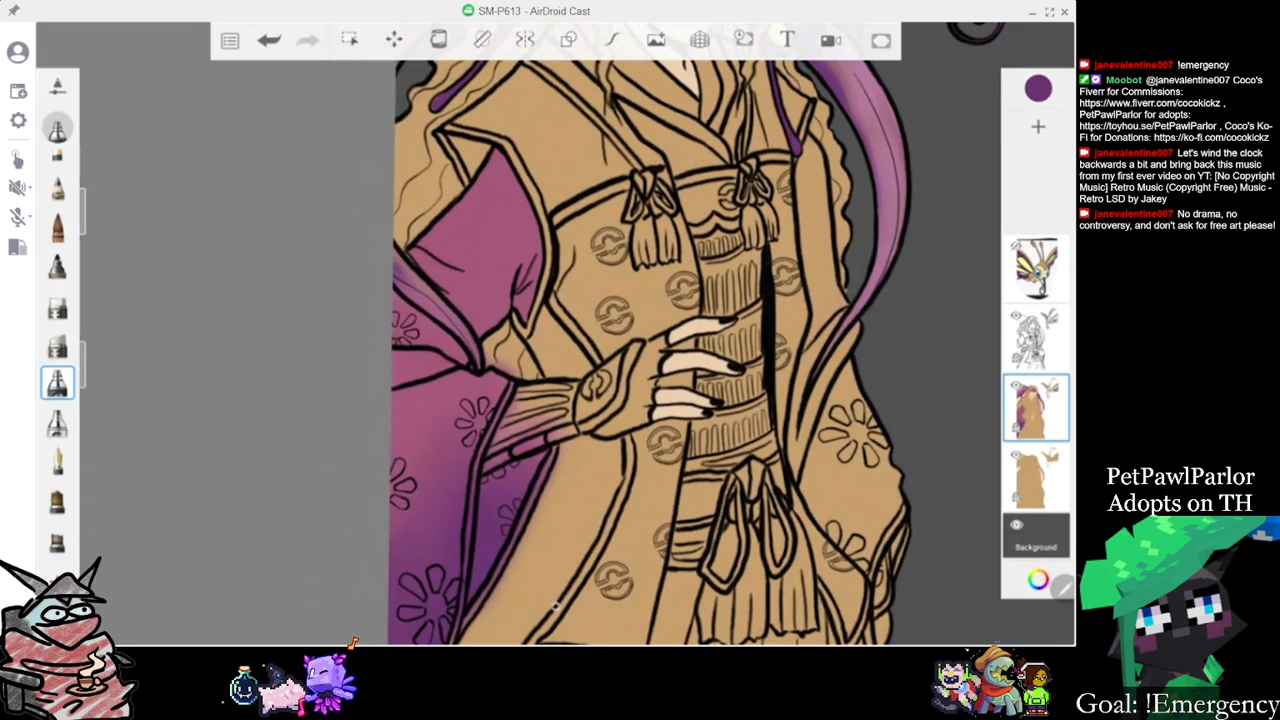 SM-P613 - AirDroid Cast
T
Background
janevalentine007 !emergency
Moobot @janevalentine007 Coco's
Fiverr for Commissions:
https://www.fiverr.com/cocokickz ,
PetPawlParlor for adopts:
https://toyhou.se/PetPawlParlor , Coco's Ko-
Fi for Donations: https://ko-fi.com/cocokickz
janevalentine007 Let's wind the clock
backwards a bit and bring back this music
from my first ever video on YT: [No Copyright
Music] Retro Music (Copyright Free) Music -
Retro LSD by Jakey
janevalentine007 No drama, no
controversy, and don't ask for free art please!
PetPawlParlor
Adopts on TH
Goal: !Emergency